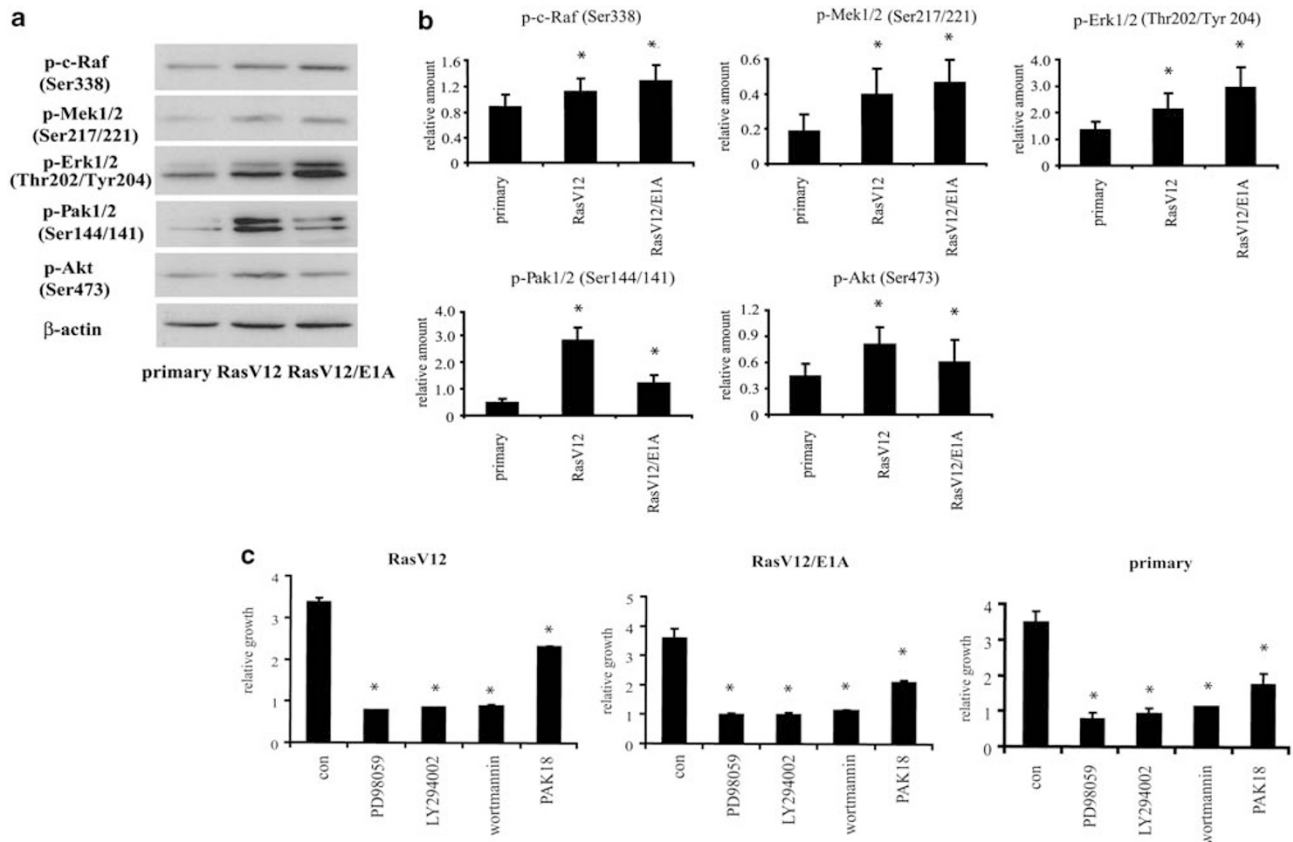 a
p-c-Raf
(Ser338)
p-Mek1/2
(Ser217/221)
p-Erk1/2
(Thr202/Tyr204)
p-Pak1/2
(Ser144/141)
p-Akt
(Ser473)
β-actin
primary RasV12 RasV12/E1A
b
p-c-Raf (Ser338)
relative amount
1.6
1.2
0.8
0.4
0
*
*
primary
RasV12
RasV12/E1A
p-Mek1/2 (Ser217/221)
relative amount
0.6
0.4
0.2
0
*
*
primary
RasV12
RasV12/E1A
p-Erk1/2 (Thr202/Tyr 204)
relative amount
4.0
3.0
2.0
1.0
0
*
*
primary
RasV12
RasV12/E1A
p-Pak1/2 (Ser144/141)
relative amount
4.0
3.0
2.0
1.0
0
*
*
primary
RasV12
RasV12/E1A
p-Akt (Ser473)
relative amount
1.2
0.9
0.6
0.3
0
*
*
primary
RasV12
RasV12/E1A
c
RasV12
relative growth
4
3
2
1
0
*
*
*
*
con
PD98059
LY294002
wortmannin
PAK18
RasV12/E1A
relative growth
5
4
3
2
1
0
*
*
*
*
con
PD98059
LY294002
wortmannin
PAK18
primary
relative growth
4
3
2
1
0
*
*
*
*
con
PD98059
LY294002
wortmannin
PAK18